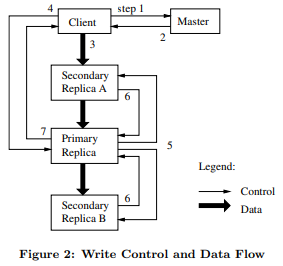 4
step 1
Client
Master
2
3
Secondary
Replica A
6
7
Primary
Replica
5
Legend:
Control
Data
6
Secondary
Replica B
Figure 2: Write Control and Data Flow